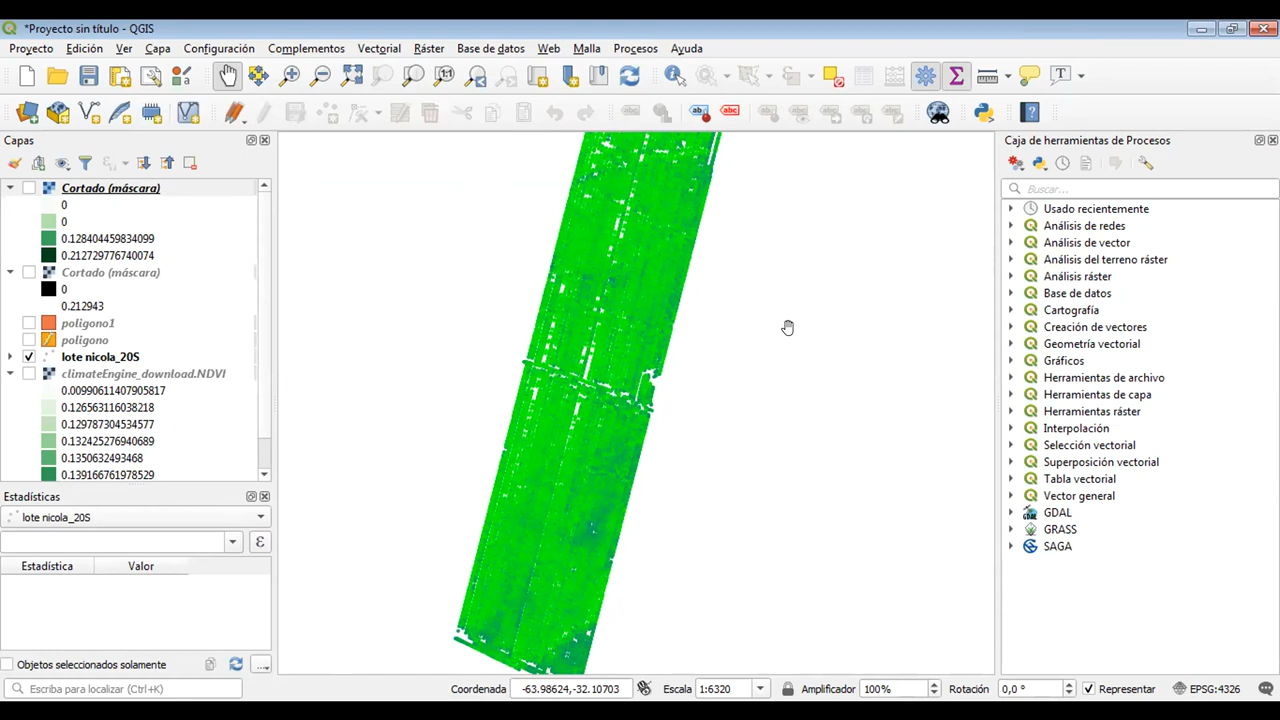 *Proyecto sin título - QGIS
Proyecto Edición Ver Capa Configuración Complementos Vectorial Ráster Base de datos Web Malla Procesos Ayuda
Capas
Cortado (máscara)
0
0
0.128404459834099
0.212729776740074
Cortado (máscara)
0
0.212943
poligono1
poligono
lote nicola_20S
climateEngine_download.NDVI
0.00990611407905817
0.126563116038218
0.129787304534577
0.132425276940689
0.1350632493468
0.139166761978529
Estadísticas
lote nicola_20S
ε
Estadística Valor
Objetos seleccionados solamente
...
Caja de herramientas de Procesos
Buscar...
Usado recientemente
Análisis de redes
Análisis de vector
Análisis del terreno ráster
Análisis ráster
Base de datos
Cartografía
Creación de vectores
Geometría vectorial
Gráficos
Herramientas de archivo
Herramientas de capa
Herramientas ráster
Interpolación
Selección vectorial
Superposición vectorial
Tabla vectorial
Vector general
GDAL
GRASS
SAGA
Escriba para localizar (Ctrl+K) Coordenada -63.98624,-32.10703 Escala 1:6320 Amplificador 100% Rotación 0,0 ° Representar EPSG:4326